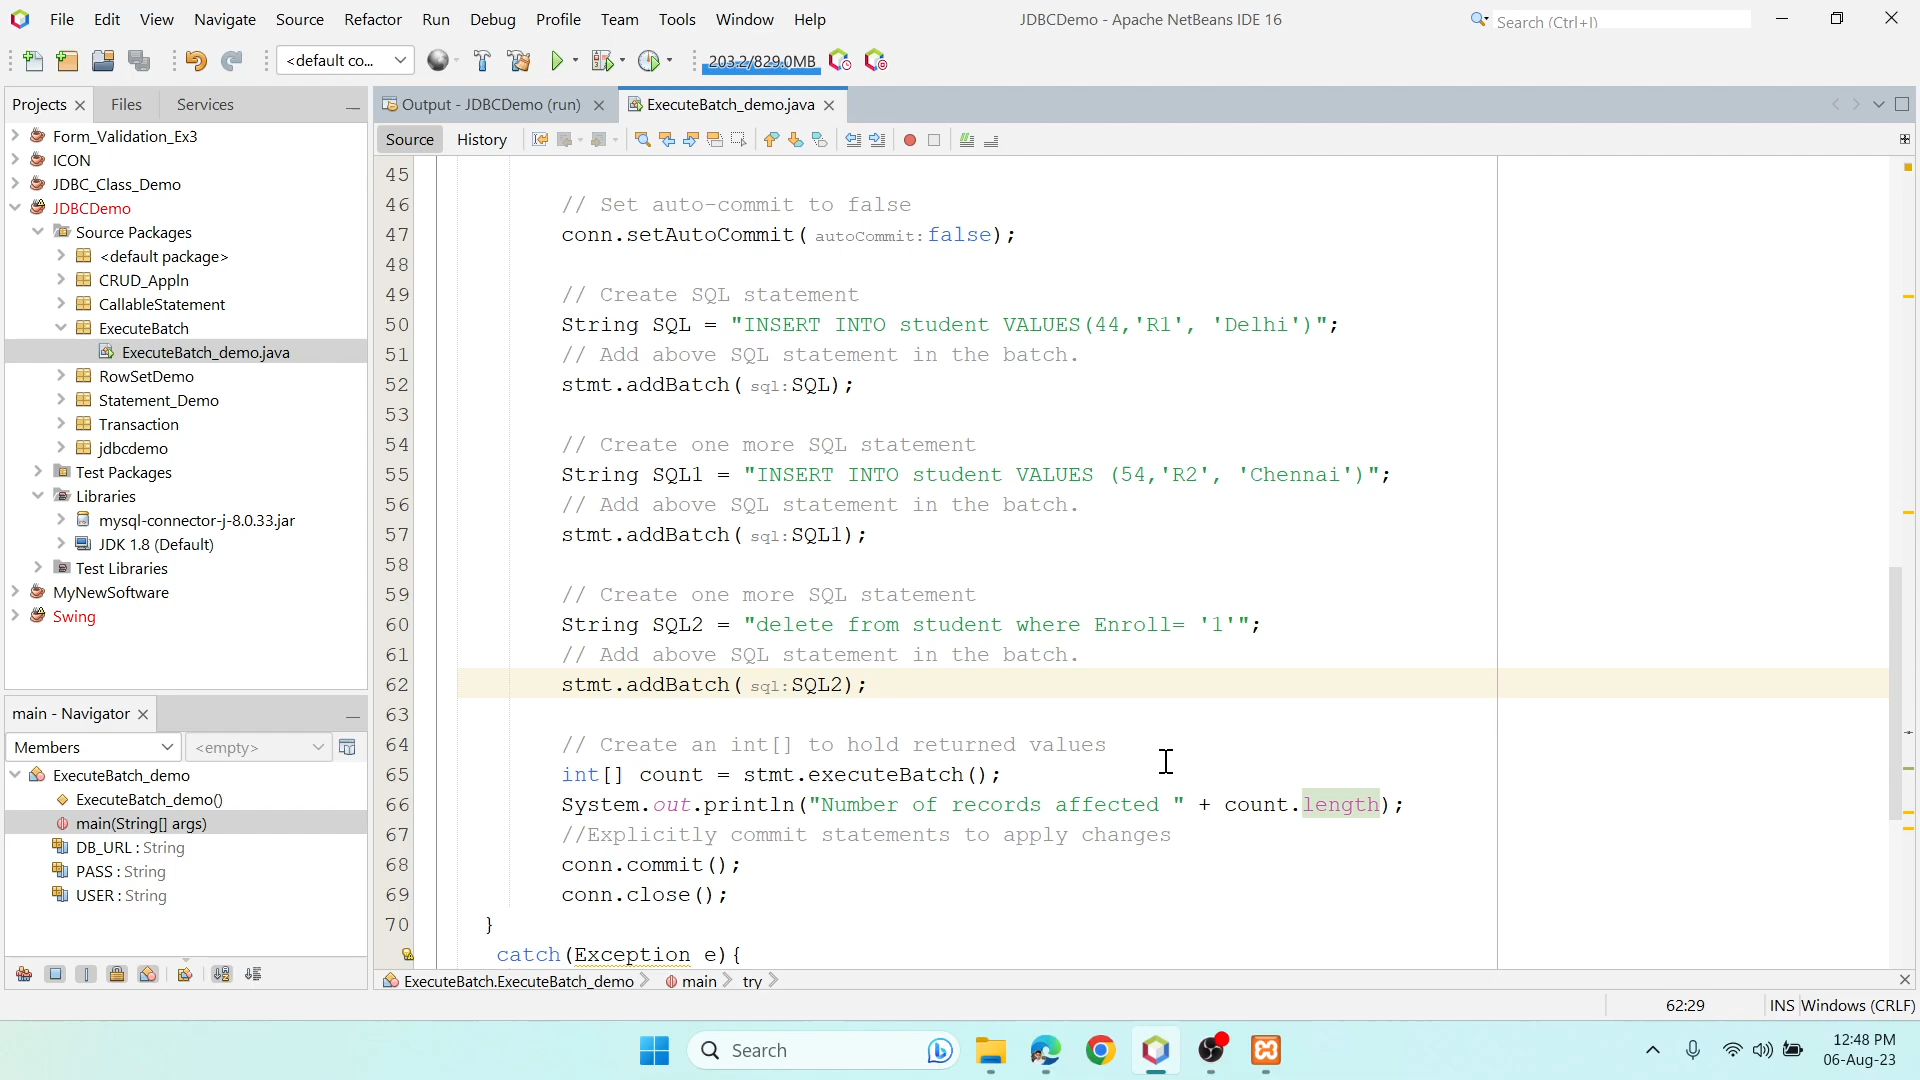 File Edit View Navigate Source Refactor Run Debug Profile Team Tools Window Help
JDBCDemo - Apache NetBeans IDE 16
Search (Ctrl+I)
<default co...
203.2/829.0MB
Projects Files Services
Output - JDBCDemo (run)
ExecuteBatch_demo.java
Source History
Form_Validation_Ex3
ICON
JDBC_Class_Demo
JDBCDemo
Source Packages
<default package>
CRUD_Appln
CallableStatement
ExecuteBatch
ExecuteBatch_demo.java
RowSetDemo
Statement_Demo
Transaction
jdbcdemo
Test Packages
Libraries
mysql-connector-j-8.0.33.jar
JDK 1.8 (Default)
Test Libraries
MyNewSoftware
Swing
main - Navigator
Members <empty>
ExecuteBatch_demo
ExecuteBatch_demo()
main(String[] args)
DB_URL : String
PASS : String
USER : String
45
46 // Set auto-commit to false
47 conn.setAutoCommit( autoCommit: false);
48
49 // Create SQL statement
50 String SQL = "INSERT INTO student VALUES(44,'R1', 'Delhi')";
51 // Add above SQL statement in the batch.
52 stmt.addBatch( sql: SQL);
53
54 // Create one more SQL statement
55 String SQL1 = "INSERT INTO student VALUES (54,'R2', 'Chennai')";
56 // Add above SQL statement in the batch.
57 stmt.addBatch( sql: SQL1);
58
59 // Create one more SQL statement
60 String SQL2 = "delete from student where Enroll= '1'";
61 // Add above SQL statement in the batch.
62 stmt.addBatch( sql: SQL2);
63
64 // Create an int[] to hold returned values
65 int[] count = stmt.executeBatch();
66 System.out.println("Number of records affected " + count.length);
67 //Explicitly commit statements to apply changes
68 conn.commit();
69 conn.close();
70 }
catch(Exception e){
ExecuteBatch.ExecuteBatch_demo main try
62:29 INS Windows (CRLF)
Search
12:48 PM
06-Aug-23